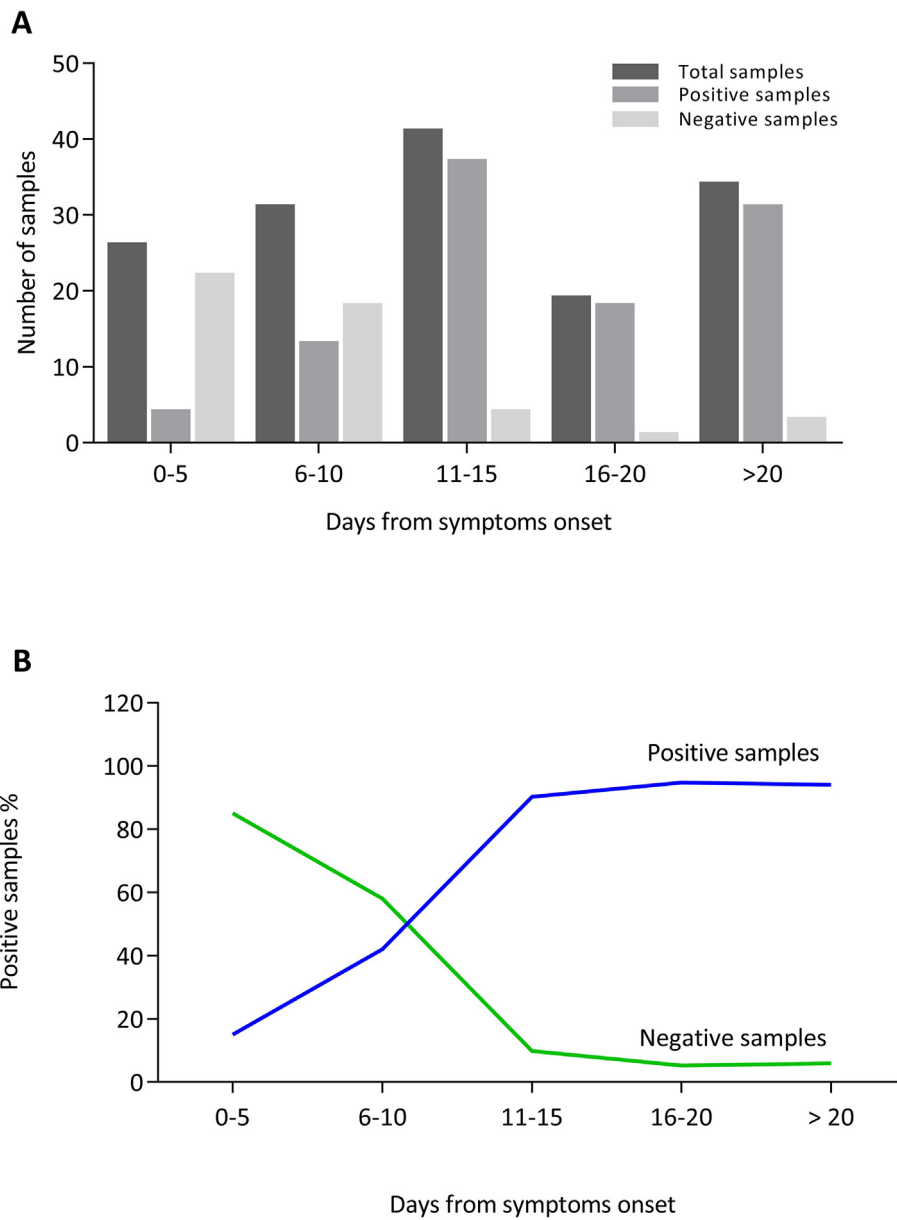 A
50
40
30
20
10
0
Number of samples
Total samples
Positive samples
Negative samples
0-5 6-10 11-15 16-20 >20
Days from symptoms onset
B
120
100
80
60
40
20
0
Positive samples %
Positive samples
Negative samples
0-5 6-10 11-15 16-20 > 20
Days from symptoms onset